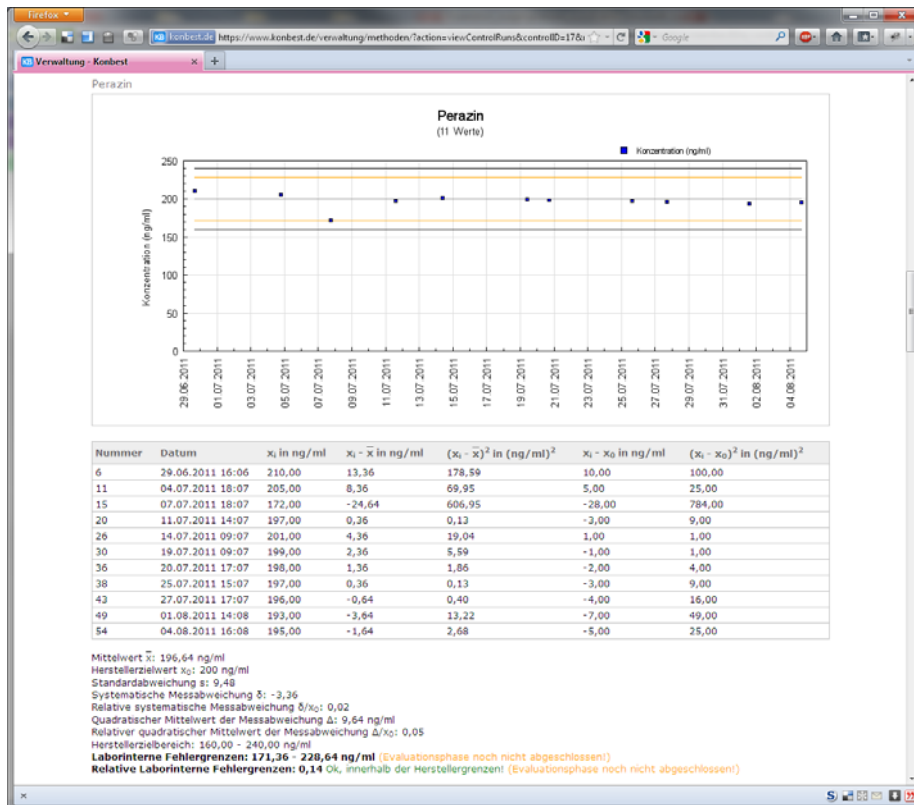 Firefox
konbest.de https://www.konbest.de/verwaltung/methoden/?action=viewControlRuns&controlID=17&
Google
KB Verwaltung - Konbest
Perazin
Perazin
(11 Werte)
Konzentration (ng/ml)
Konzentration (ng/ml)
250
200
150
100
50
0
29.06.2011 01.07.2011 03.07.2011 05.07.2011 07.07.2011 09.07.2011 11.07.2011 13.07.2011 15.07.2011 17.07.2011 19.07.2011 21.07.2011 23.07.2011 25.07.2011 27.07.2011 29.07.2011 31.07.2011 02.08.2011 04.08.2011
Nummer Datum xᵢ in ng/ml xᵢ - x̅ in ng/ml (xᵢ - x̅)² in (ng/ml)² xᵢ - x₀ in ng/ml (xᵢ - x₀)² in (ng/ml)²
6 29.06.2011 16:06 210,00 13,36 178,59 10,00 100,00
11 04.07.2011 18:07 205,00 8,36 69,95 5,00 25,00
15 07.07.2011 18:07 172,00 -24,64 606,95 -28,00 784,00
20 11.07.2011 14:07 197,00 0,36 0,13 -3,00 9,00
26 14.07.2011 09:07 201,00 4,36 19,04 1,00 1,00
30 19.07.2011 09:07 199,00 2,36 5,59 -1,00 1,00
36 20.07.2011 17:07 198,00 1,36 1,86 -2,00 4,00
38 25.07.2011 15:07 197,00 0,36 0,13 -3,00 9,00
43 27.07.2011 17:07 196,00 -0,64 0,40 -4,00 16,00
49 01.08.2011 14:08 193,00 -3,64 13,22 -7,00 49,00
54 04.08.2011 16:08 195,00 -1,64 2,68 -5,00 25,00
Mittelwert x̅: 196,64 ng/ml
Herstellerzielwert x₀: 200 ng/ml
Standardabweichung s: 9,48
Systematische Messabweichung δ: -3,36
Relative systematische Messabweichung δ/x₀: 0,02
Quadratischer Mittelwert der Messabweichung Δ: 9,64 ng/ml
Relativer quadratischer Mittelwert der Messabweichung Δ/x₀: 0,05
Herstellerzielbereich: 160,00 - 240,00 ng/ml
Laborinterne Fehlergrenzen: 171,36 - 228,64 ng/ml (Evaluationsphase noch nicht abgeschlossen!)
Relative Laborinterne Fehlergrenzen: 0,14 Ok, innerhalb der Herstellergrenzen! (Evaluationsphase noch nicht abgeschlossen!)